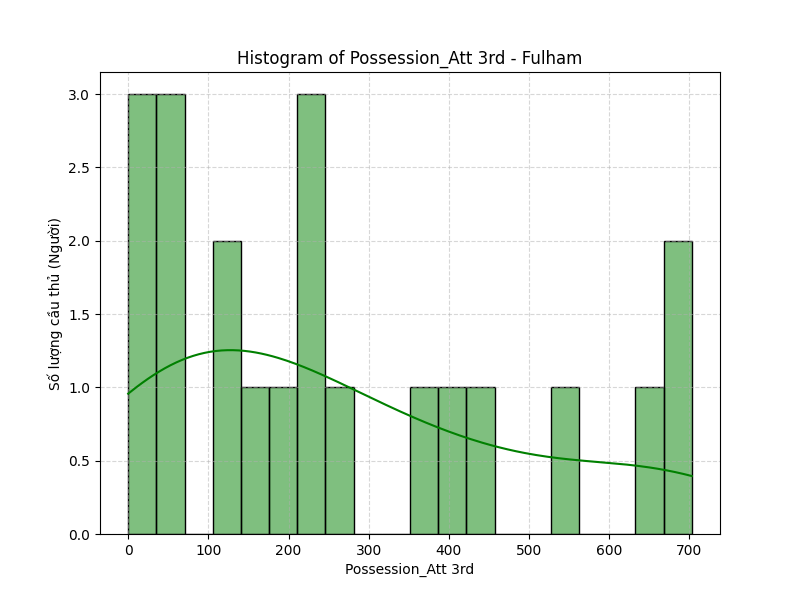 Histogram of Possession_Att 3rd - Fulham
Số lượng cầu thủ (Người)
3.0
2.5
2.0
1.5
1.0
0.5
0.0
0 100 200 300 400 500 600 700
Possession_Att 3rd